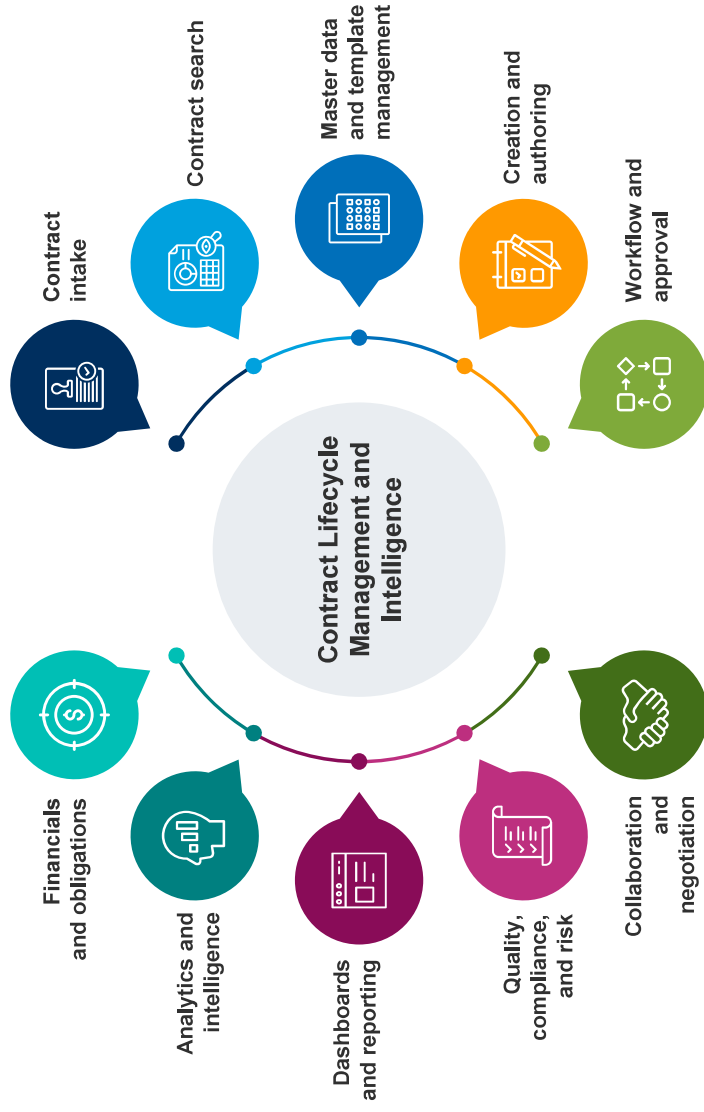 Contract Lifecycle
Management and
Intelligence
Contract
intake
Contract search
Master data
and template
management
Creation and
authoring
Workflow and
approval
Collaboration
and
negotiation
Quality,
compliance,
and risk
Dashboards
and reporting
Analytics and
intelligence
Financials
and obligations
$